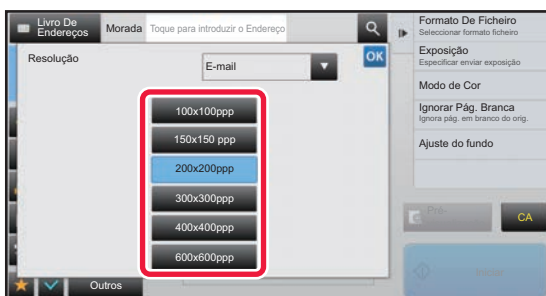 Livro De
Endereços
Morada
Toque para introduzir o Endereço
Resolução
E-mail
OK
100x100ppp
150x150 ppp
200x200ppp
300x300ppp
400x400ppp
600x600ppp
Outros
Formato De Ficheiro
Seleccionar formato ficheiro
Exposição
Especificar enviar exposição
Modo de Cor
Ignorar Pág. Branca
Ignora pág. em branco do orig.
Ajuste do fundo
Pré-
CA
Iniciar